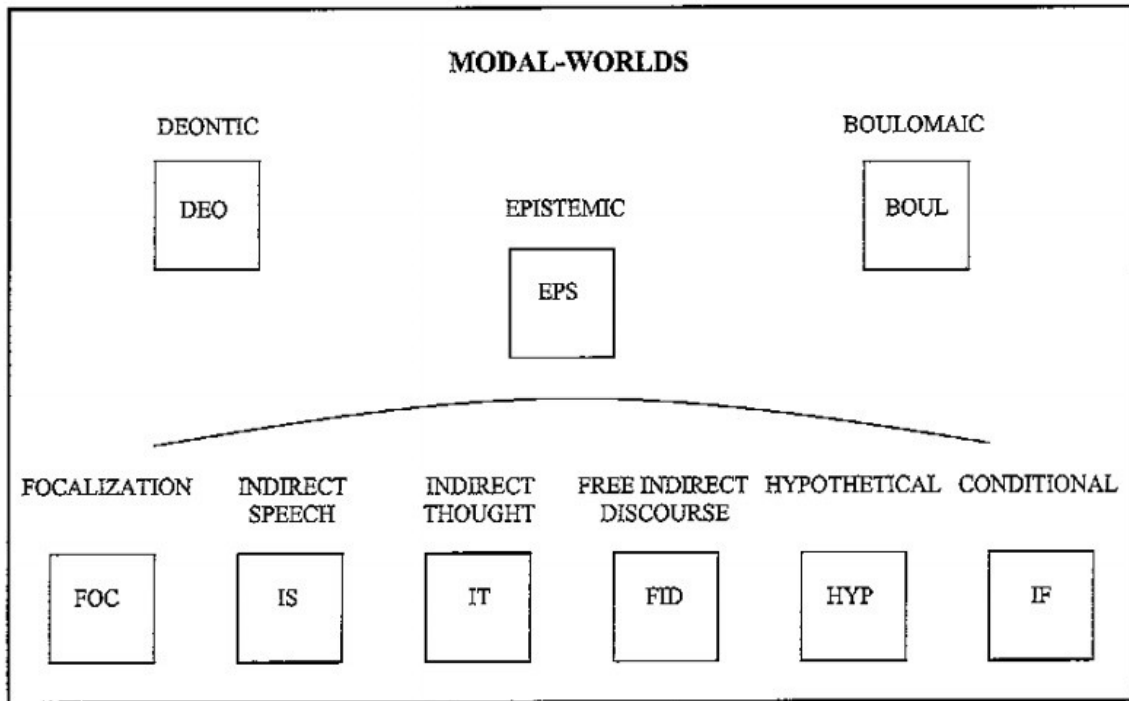 MODAL-WORLDS
DEONTIC
BOULOMAIC
DEO
EPISTEMIC
BOUL
EPS
FOCALIZATION
INDIRECT
SPEECH
INDIRECT
THOUGHT
FREE INDIRECT
DISCOURSE
HYPOTHETICAL
CONDITIONAL
FOC
IS
IT
FID
HYP
IF